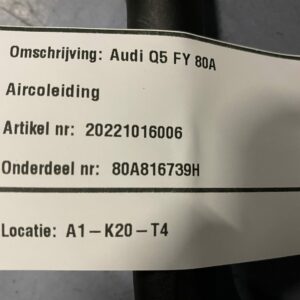 Omschrijving: Audi Q5 FY 80A
Aircoleiding
Artikel nr: 20221016006
Onderdeel nr: 80A816739H
Locatie: A1-K20-T4